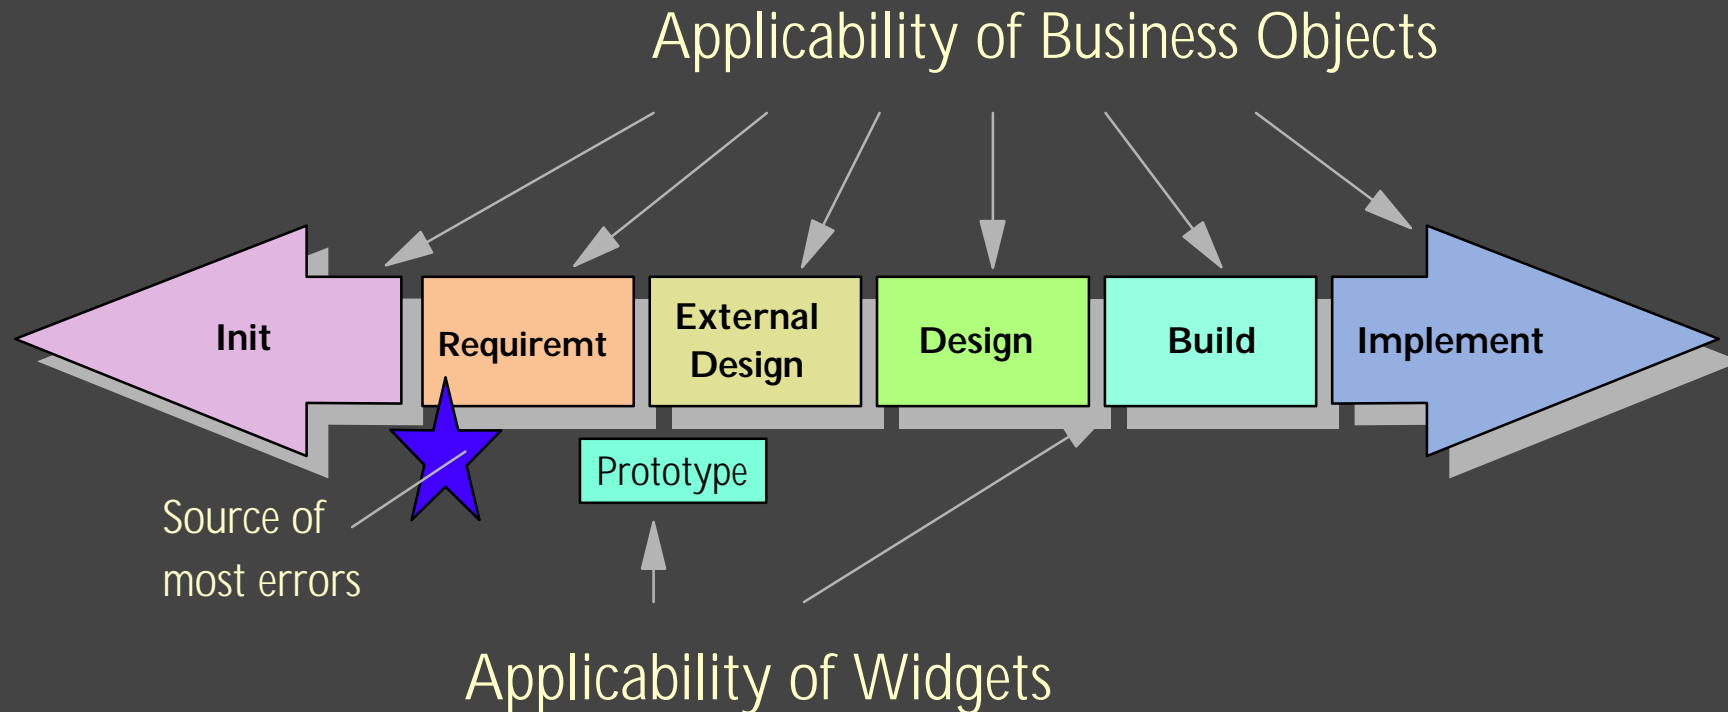 Applicability of Business Objects
Init
Requiremt
External
Design
Design
Build
Implement
Prototype
Source of
most errors
Applicability of Widgets